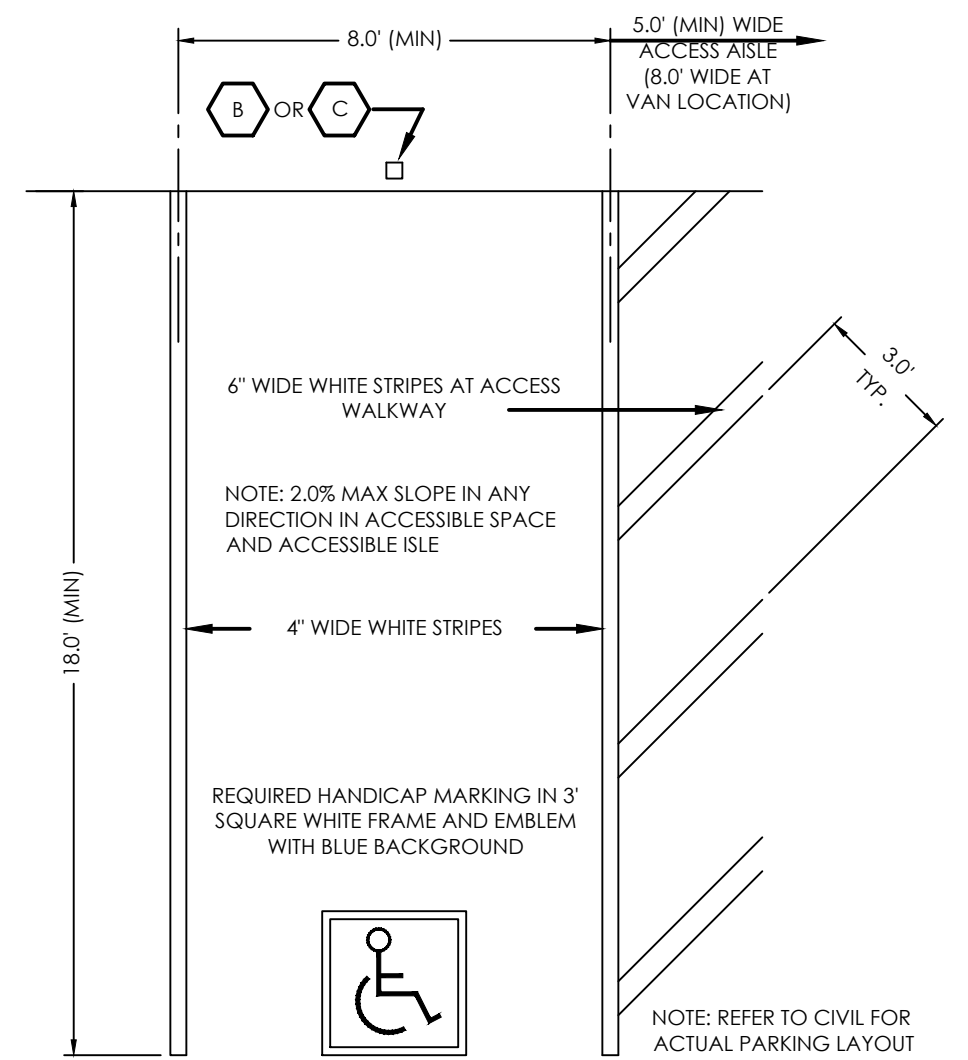 8.0' (MIN)
5.0' (MIN) WIDE
ACCESS AISLE
(8.0' WIDE AT
VAN LOCATION)
B OR C
3.0'
TYP.
6" WIDE WHITE STRIPES AT ACCESS
WALKWAY
NOTE: 2.0% MAX SLOPE IN ANY
DIRECTION IN ACCESSIBLE SPACE
AND ACCESSIBLE ISLE
18.0' (MIN)
4" WIDE WHITE STRIPES
REQUIRED HANDICAP MARKING IN 3'
SQUARE WHITE FRAME AND EMBLEM
WITH BLUE BACKGROUND
NOTE: REFER TO CIVIL FOR
ACTUAL PARKING LAYOUT